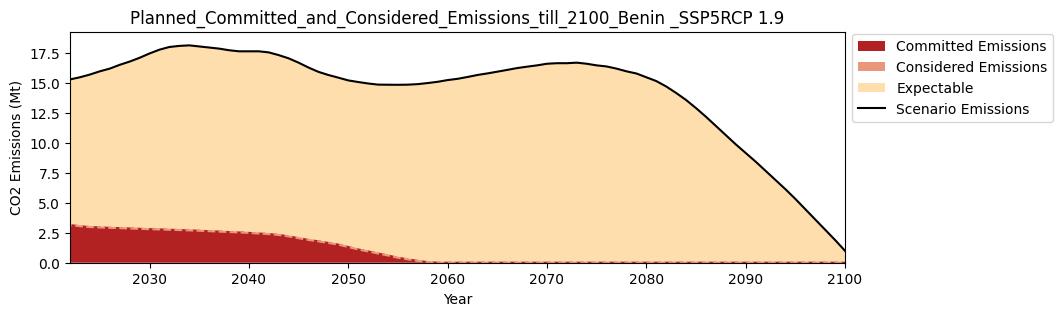 Planned_Committed_and_Considered_Emissions_till_2100_Benin _SSP5RCP 1.9
CO2 Emissions (Mt)
17.5
15.0
12.5
10.0
7.5
5.0
2.5
0.0
2030 2040 2050 2060 2070 2080 2090 2100
Year
Committed Emissions
Considered Emissions
Expectable
Scenario Emissions